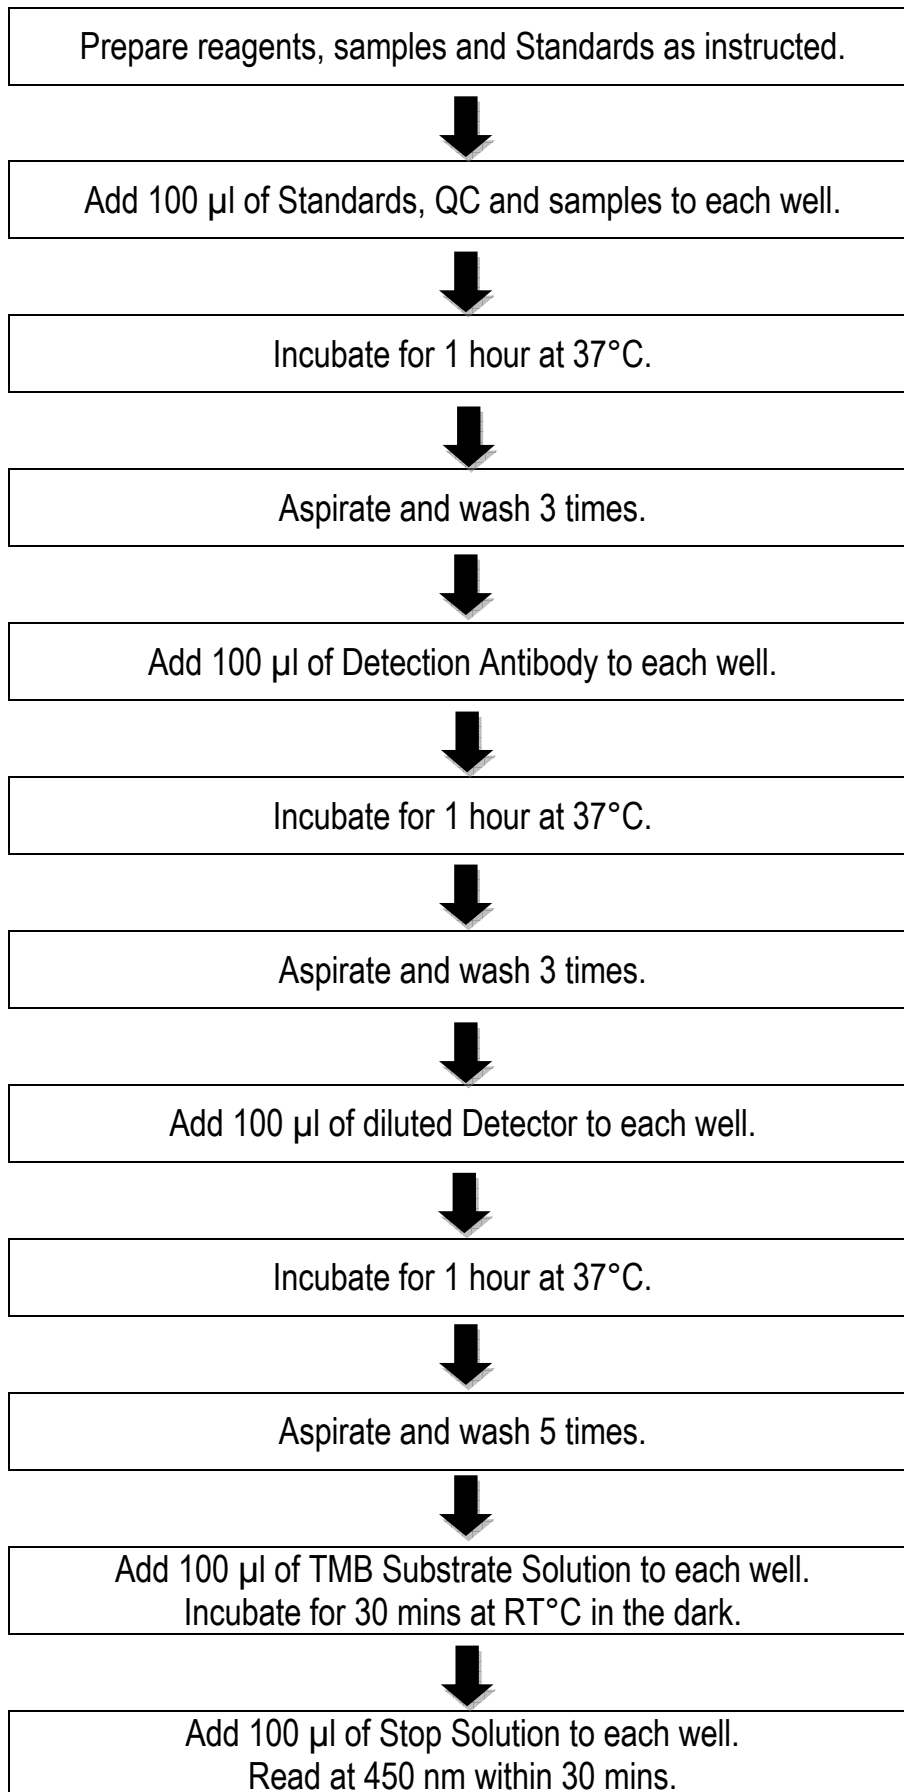 Prepare reagents, samples and Standards as instructed.
Add 100 µl of Standards, QC and samples to each well.
Incubate for 1 hour at 37°C.
Aspirate and wash 3 times.
Add 100 µl of Detection Antibody to each well.
Incubate for 1 hour at 37°C.
Aspirate and wash 3 times.
Add 100 µl of diluted Detector to each well.
Incubate for 1 hour at 37°C.
Aspirate and wash 5 times.
Add 100 µl of TMB Substrate Solution to each well.
Incubate for 30 mins at RT°C in the dark.
Add 100 µl of Stop Solution to each well.
Read at 450 nm within 30 mins.